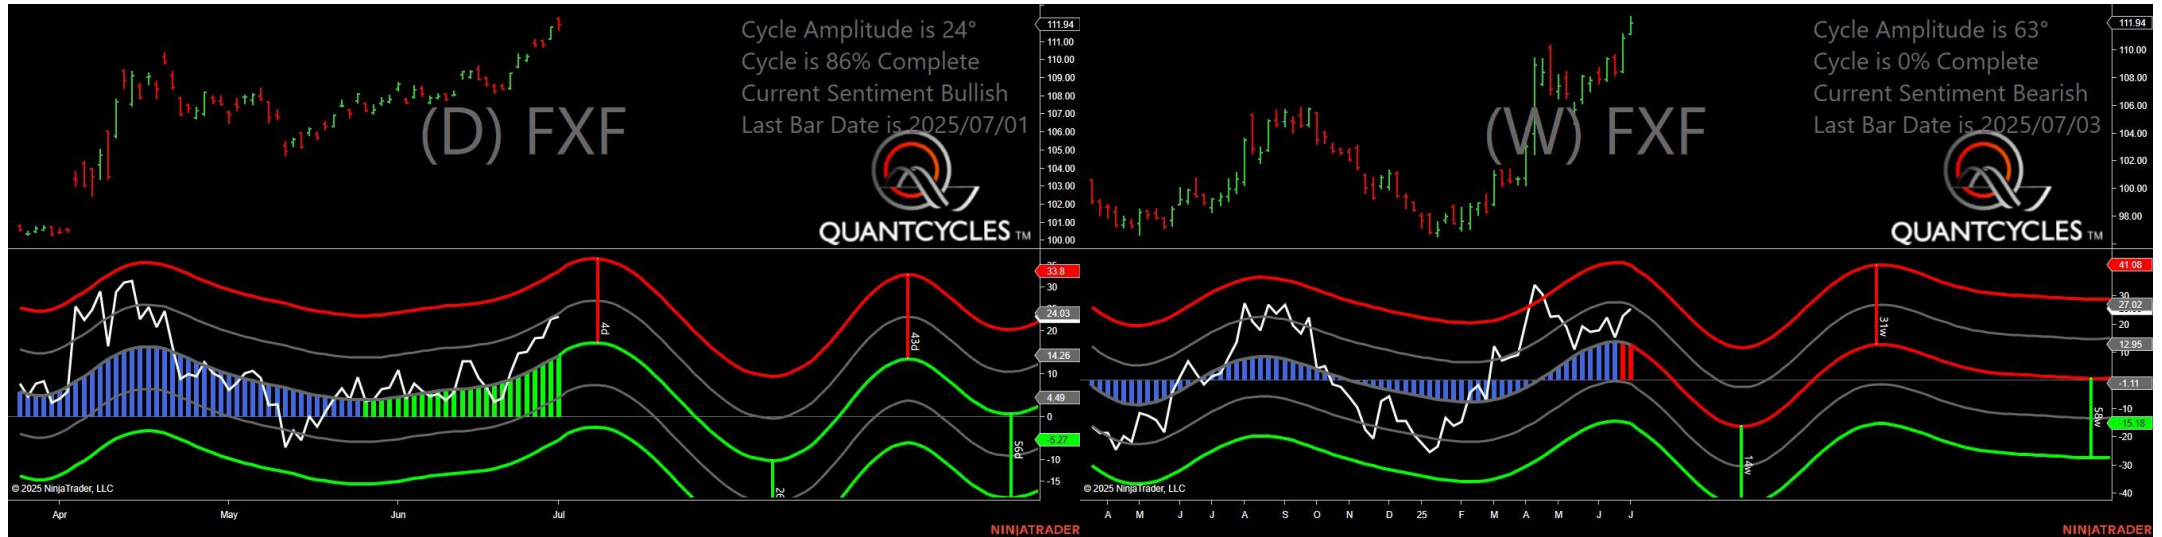 Cycle Amplitude is 24°
Cycle is 86% Complete
Current Sentiment Bullish
Last Bar Date is 2025/07/01
(D) FXF
QUANTCYCLES TM
111.94
111.00
110.00
109.00
108.00
107.00
106.00
105.00
104.00
103.00
102.00
101.00
100.00
35
33.8
30
24.03
20
14.26
10
4.49
0
-5.27
-10
-15
4d
43d
56d
© 2025 NinjaTrader, LLC
Apr May Jun Jul
NINJATRADER
Cycle Amplitude is 63°
Cycle is 0% Complete
Current Sentiment Bearish
Last Bar Date is 2025/07/03
(W) FXF
QUANTCYCLES TM
111.94
110.00
108.00
106.00
104.00
102.00
100.00
98.00
41.08
30
27.02
20
12.95
10
-1.11
-10
-15.18
-20
-30
-40
31w
14w
58w
© 2025 NinjaTrader, LLC
A M J J A S O N D 25 F M A M J J
NINJATRADER